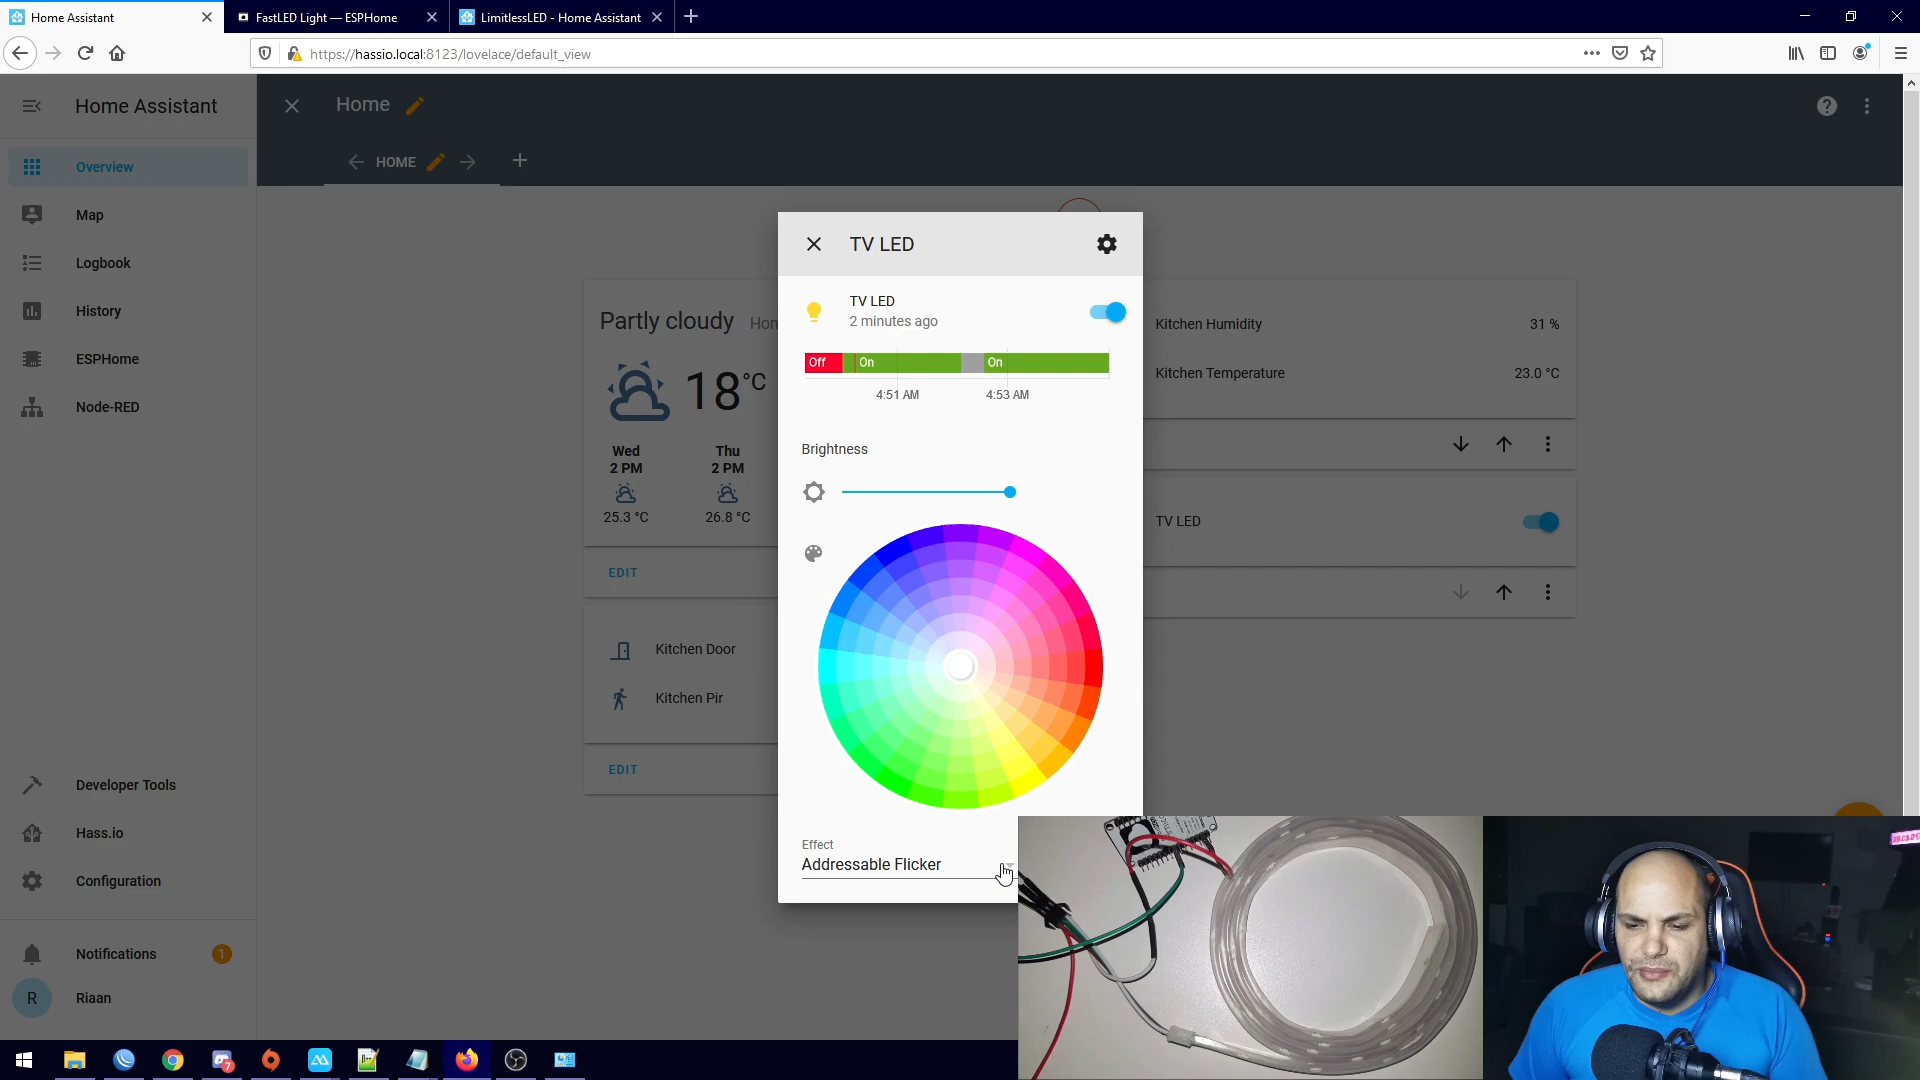 Home Assistant
FastLED Light — ESPHome
LimitlessLED - Home Assistant
https://hassio.local:8123/lovelace/default_view
Home Assistant
Home
HOME
Overview
Map
Logbook
History
ESPHome
Node-RED
Developer Tools
Hass.io
Configuration
Notifications
1
R
Riaan
Partly cloudy
18
°C
Wed
2 PM
25.3 °C
Thu
2 PM
26.8 °C
EDIT
Kitchen Door
Kitchen Pir
EDIT
TV LED
TV LED
2 minutes ago
Off
On
On
4:51 AM
4:53 AM
Brightness
Effect
Addressable Flicker
Kitchen Humidity
31 %
Kitchen Temperature
23.0 °C
TV LED
7